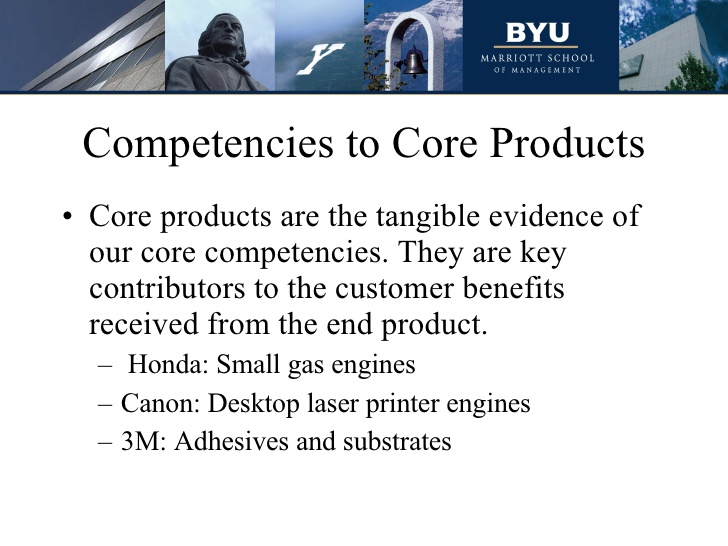 Y
BYU
MARRIOTT SCHOOL
OF MANAGEMENT
Competencies to Core Products
• Core products are the tangible evidence of
our core competencies. They are key
contributors to the customer benefits
received from the end product.
– Honda: Small gas engines
– Canon: Desktop laser printer engines
– 3M: Adhesives and substrates